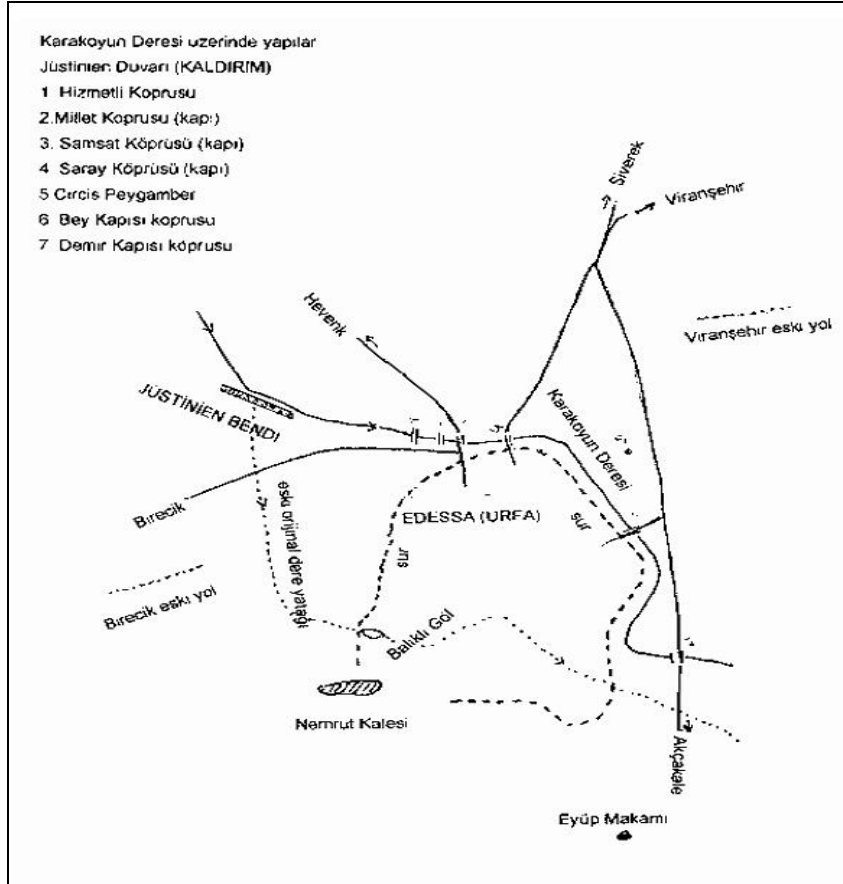 Karakoyun Deresi uzerinde yapılar
Jüstinien Duvarı (KALDIRIM)
1 Hizmetli Koprusu
2.Millet Koprusu (kapı)
3. Samsat Köprüsü (kapı)
4 Saray Köprüsü (kapı)
5 Circis Peygamber
6 Bey Kapısı koprusu
7 Demir Kapısı koprusu
Siverek
Viranşehir
Hevenk
Viranşehir eski yol
JÜSTİNİEN BENDİ
Karakoyun Deresi
Birecik
EDESSA (URFA)
sur
sur
eski orijinal dere yatağı
Birecik eski yol
Balıklı Göl
Nemrut Kalesi
Akçakale
Eyüp Makamı